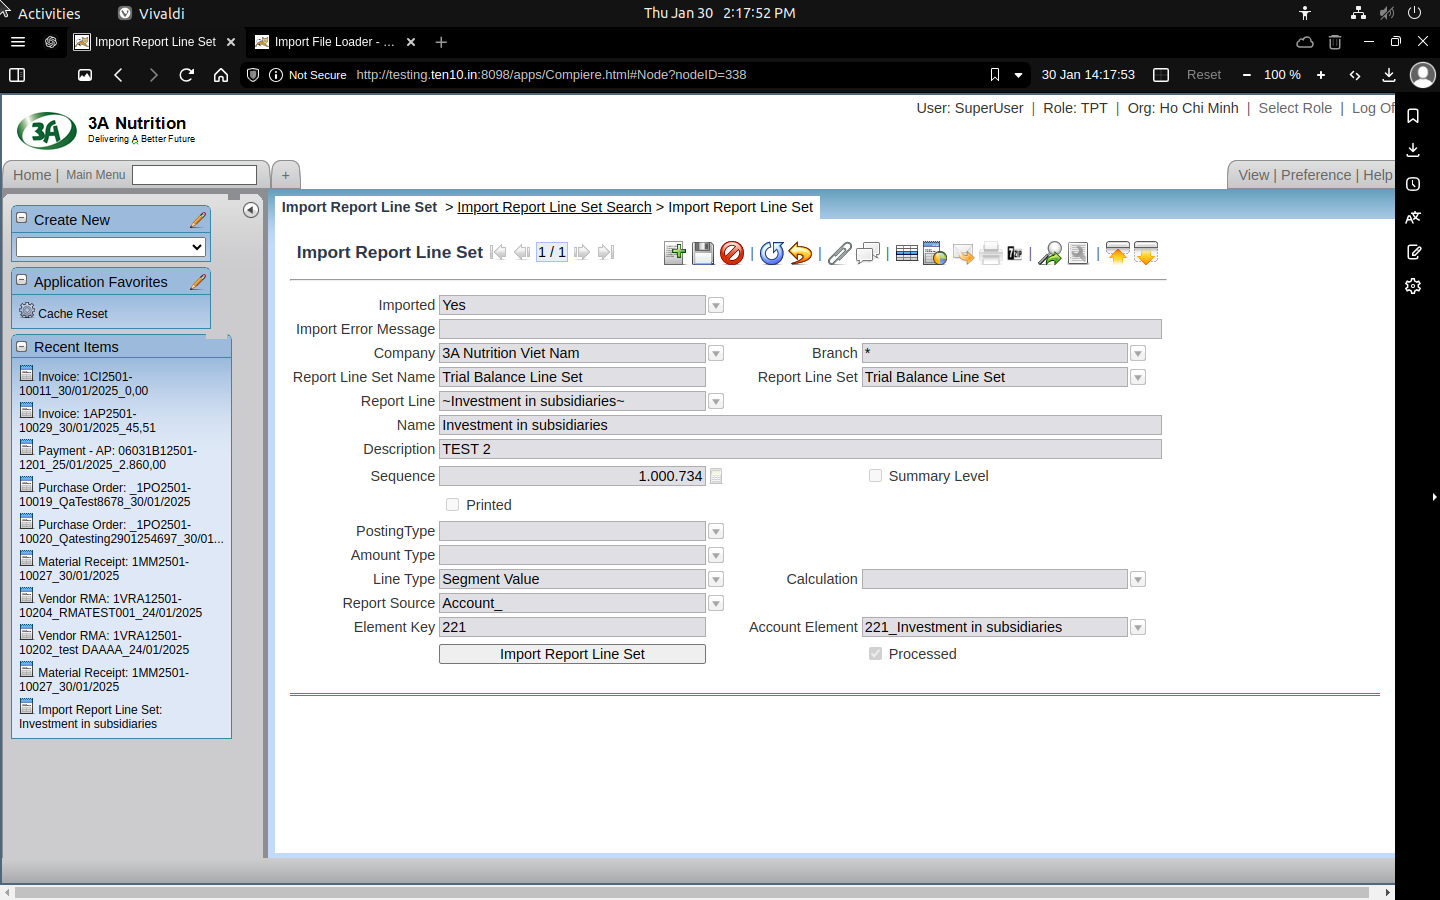 Activities
Vivaldi
Thu Jan 30 2:17:52 PM
Import Report Line Set
Import File Loader - ...
Not Secure http://testing.ten10.in:8098/apps/Compiere.html#Node?nodeID=338
30 Jan 14:17:53
Reset
100 %
3A
3A Nutrition
Delivering A Better Future
User: SuperUser | Role: TPT | Org: Ho Chi Minh | Select Role | Log Of
Home | Main Menu
+
View | Preference | Help
Create New
Application Favorites
Cache Reset
Recent Items
Invoice: 1CI2501-
10011_30/01/2025_0,00
Invoice: 1AP2501-
10029_30/01/2025_45,51
Payment - AP: 06031B12501-
1201_25/01/2025_2.860,00
Purchase Order: _1PO2501-
10019_QaTest8678_30/01/2025
Purchase Order: _1PO2501-
10020_Qatesting2901254697_30/01...
Material Receipt: 1MM2501-
10027_30/01/2025
Vendor RMA: 1VRA12501-
10204_RMATEST001_24/01/2025
Vendor RMA: 1VRA12501-
10202_test DAAAA_24/01/2025
Material Receipt: 1MM2501-
10027_30/01/2025
Import Report Line Set:
Investment in subsidiaries
Import Report Line Set > Import Report Line Set Search > Import Report Line Set
Import Report Line Set
1 / 1
7ZIP
Imported Yes
Import Error Message
Company 3A Nutrition Viet Nam
Branch *
Report Line Set Name Trial Balance Line Set
Report Line Set Trial Balance Line Set
Report Line ~Investment in subsidiaries~
Name Investment in subsidiaries
Description TEST 2
Sequence 1.000.734
Summary Level
Printed
PostingType
Amount Type
Line Type Segment Value
Calculation
Report Source Account_
Element Key 221
Account Element 221_Investment in subsidiaries
Import Report Line Set
Processed